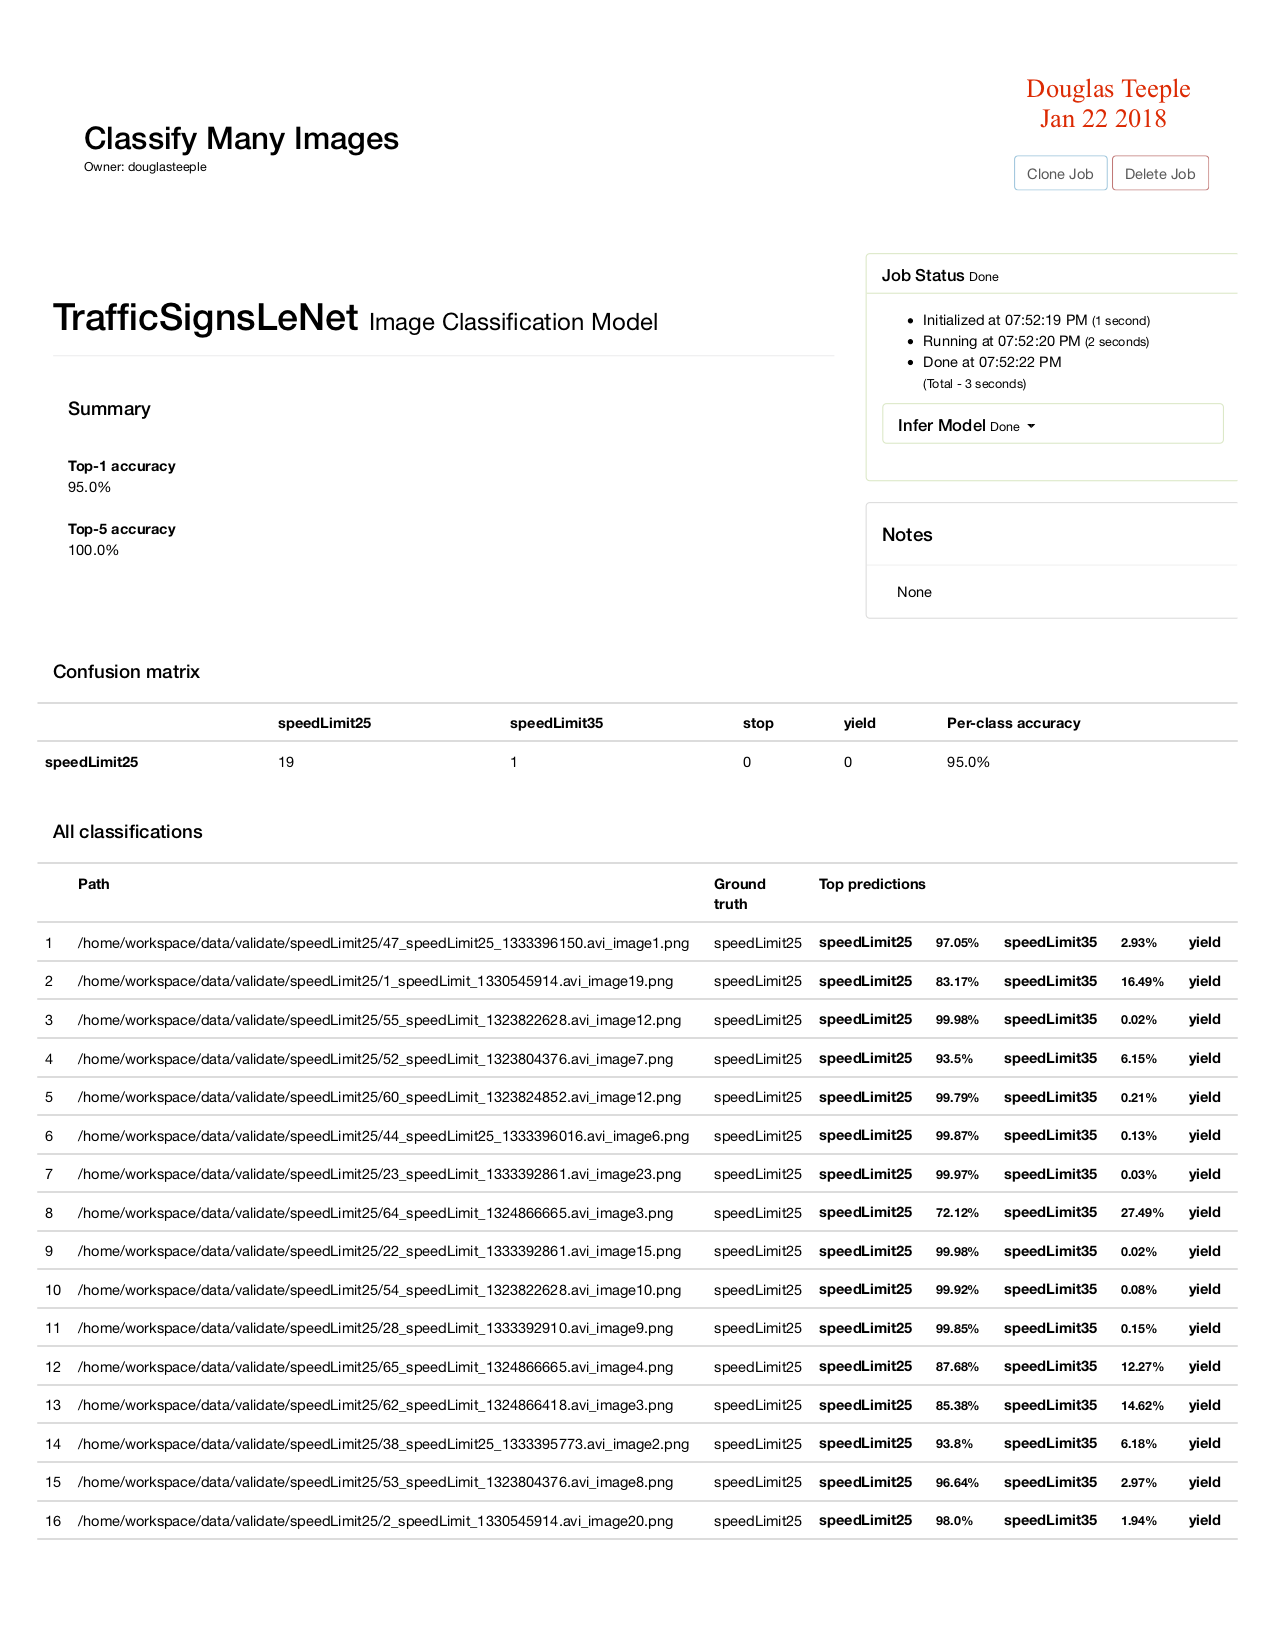 Douglas Teeple
Jan 22 2018
Classify Many Images
Owner: douglasteeple
Clone Job Delete Job
Job Status Done
Initialized at 07:52:19 PM (1 second)
Running at 07:52:20 PM (2 seconds)
Done at 07:52:22 PM
(Total - 3 seconds)
Infer Model Done
Notes
None
TrafficSignsLeNet Image Classification Model
Summary
Top-1 accuracy
95.0%
Top-5 accuracy
100.0%
Confusion matrix
speedLimit25 speedLimit35 stop yield Per-class accuracy
speedLimit25 19 1 0 0 95.0%
All classifications
Path Ground truth Top predictions
1 /home/workspace/data/validate/speedLimit25/47_speedLimit25_1333396150.avi_image1.png speedLimit25 speedLimit25 97.05% speedLimit35 2.93% yield
2 /home/workspace/data/validate/speedLimit25/1_speedLimit_1330545914.avi_image19.png speedLimit25 speedLimit25 83.17% speedLimit35 16.49% yield
3 /home/workspace/data/validate/speedLimit25/55_speedLimit_1323822628.avi_image12.png speedLimit25 speedLimit25 99.98% speedLimit35 0.02% yield
4 /home/workspace/data/validate/speedLimit25/52_speedLimit_1323804376.avi_image7.png speedLimit25 speedLimit25 93.5% speedLimit35 6.15% yield
5 /home/workspace/data/validate/speedLimit25/60_speedLimit_1323824852.avi_image12.png speedLimit25 speedLimit25 99.79% speedLimit35 0.21% yield
6 /home/workspace/data/validate/speedLimit25/44_speedLimit25_1333396016.avi_image6.png speedLimit25 speedLimit25 99.87% speedLimit35 0.13% yield
7 /home/workspace/data/validate/speedLimit25/23_speedLimit_1333392861.avi_image23.png speedLimit25 speedLimit25 99.97% speedLimit35 0.03% yield
8 /home/workspace/data/validate/speedLimit25/64_speedLimit_1324866665.avi_image3.png speedLimit25 speedLimit25 72.12% speedLimit35 27.49% yield
9 /home/workspace/data/validate/speedLimit25/22_speedLimit_1333392861.avi_image15.png speedLimit25 speedLimit25 99.98% speedLimit35 0.02% yield
10 /home/workspace/data/validate/speedLimit25/54_speedLimit_1323822628.avi_image10.png speedLimit25 speedLimit25 99.92% speedLimit35 0.08% yield
11 /home/workspace/data/validate/speedLimit25/28_speedLimit_1333392910.avi_image9.png speedLimit25 speedLimit25 99.85% speedLimit35 0.15% yield
12 /home/workspace/data/validate/speedLimit25/65_speedLimit_1324866665.avi_image4.png speedLimit25 speedLimit25 87.68% speedLimit35 12.27% yield
13 /home/workspace/data/validate/speedLimit25/62_speedLimit_1324866418.avi_image3.png speedLimit25 speedLimit25 85.38% speedLimit35 14.62% yield
14 /home/workspace/data/validate/speedLimit25/38_speedLimit25_1333395773.avi_image2.png speedLimit25 speedLimit25 93.8% speedLimit35 6.18% yield
15 /home/workspace/data/validate/speedLimit25/53_speedLimit_1323804376.avi_image8.png speedLimit25 speedLimit25 96.64% speedLimit35 2.97% yield
16 /home/workspace/data/validate/speedLimit25/2_speedLimit_1330545914.avi_image20.png speedLimit25 speedLimit25 98.0% speedLimit35 1.94% yield